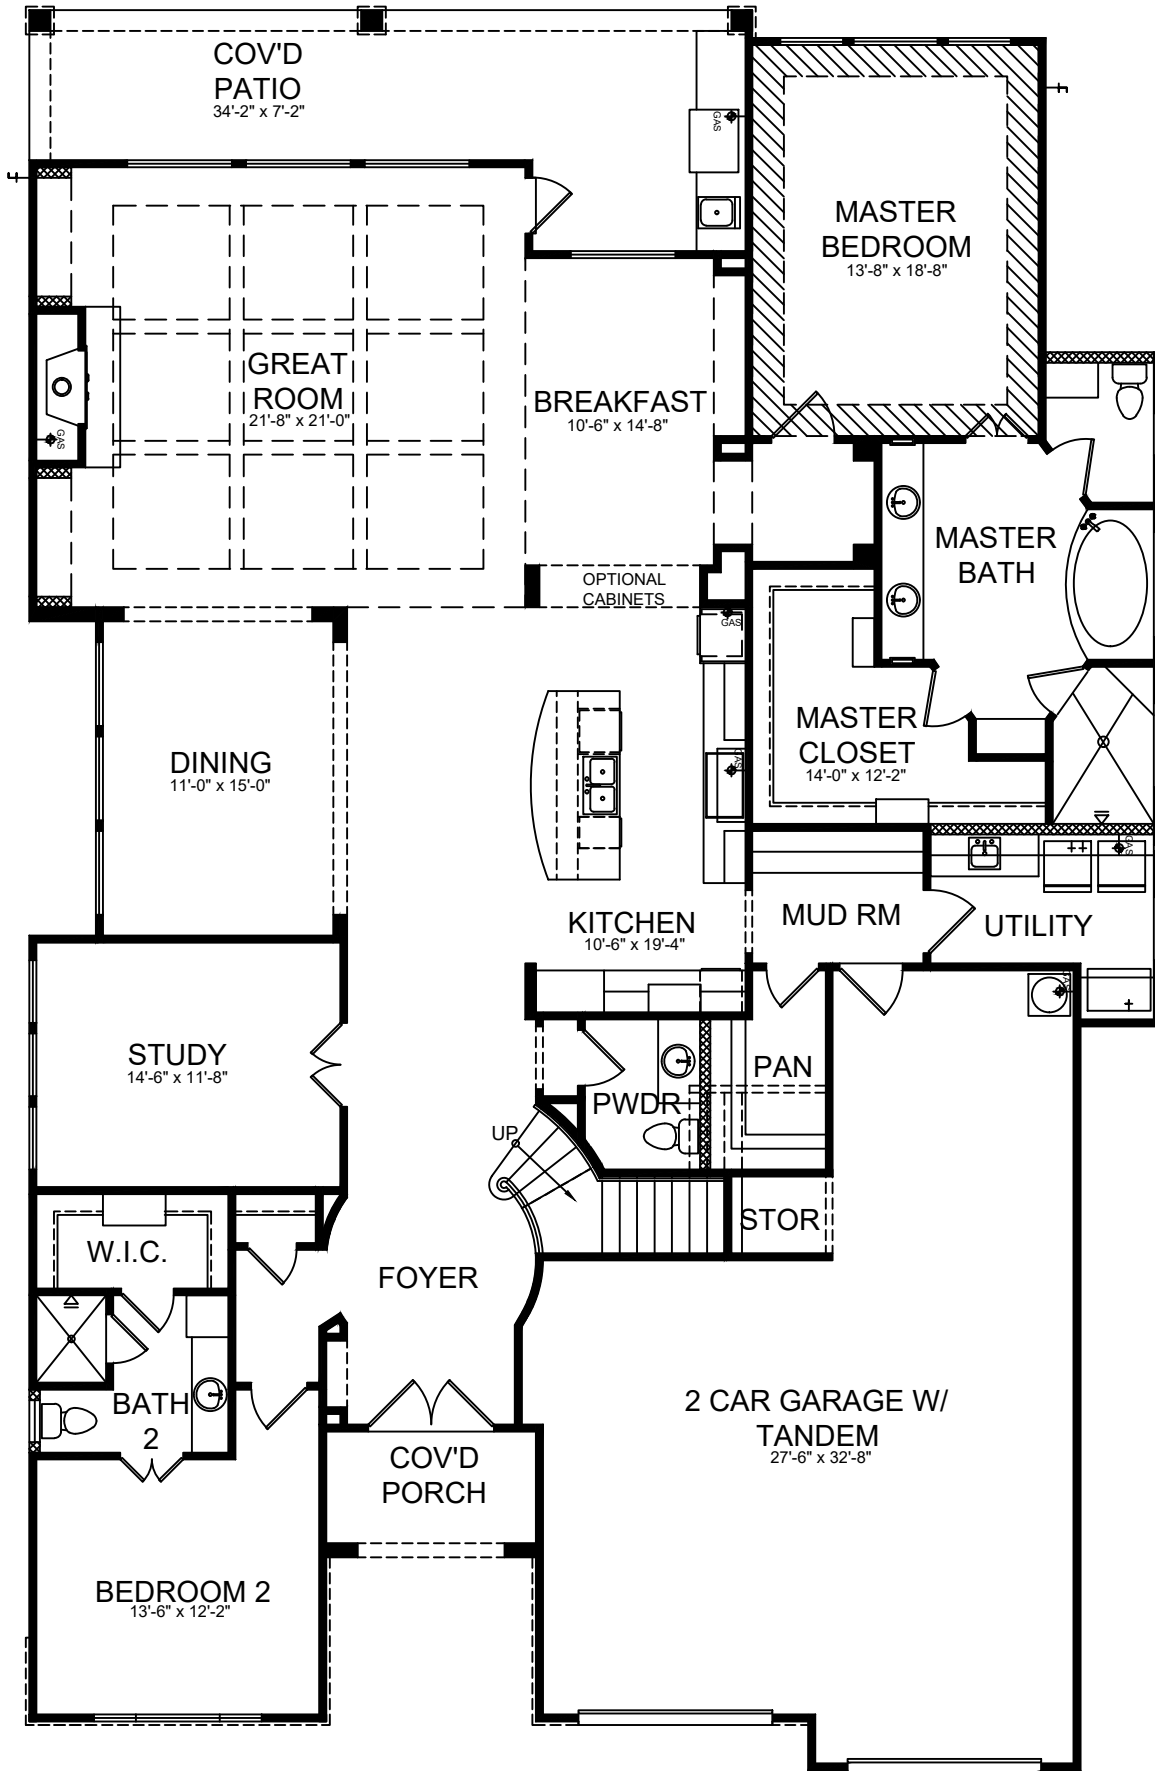 COV'D
PATIO
34'-2" x 7'-2"
GAS
MASTER
BEDROOM
13'-8" x 18'-8"
GREAT
ROOM
21'-8" x 21'-0"
GAS
BREAKFAST
10'-6" x 14'-8"
MASTER
BATH
OPTIONAL
CABINETS
GAS
DINING
11'-0" x 15'-0"
MASTER
CLOSET
14'-0" x 12'-2"
GAS
KITCHEN
10'-6" x 19'-4"
MUD RM
UTILITY
GAS
GAS
STUDY
14'-6" x 11'-8"
PAN
PWDR
UP
STOR
W.I.C.
FOYER
BATH
2
COV'D
PORCH
2 CAR GARAGE W/
TANDEM
27'-6" x 32'-8"
BEDROOM 2
13'-6" x 12'-2"